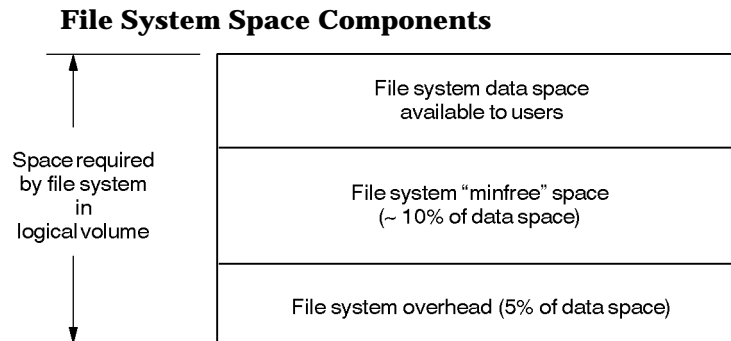 File System Space Components
File system data space
available to users
Space required
by file system
in
logical volume
File system “minfree” space
(~ 10% of data space)
File system overhead (5% of data space)